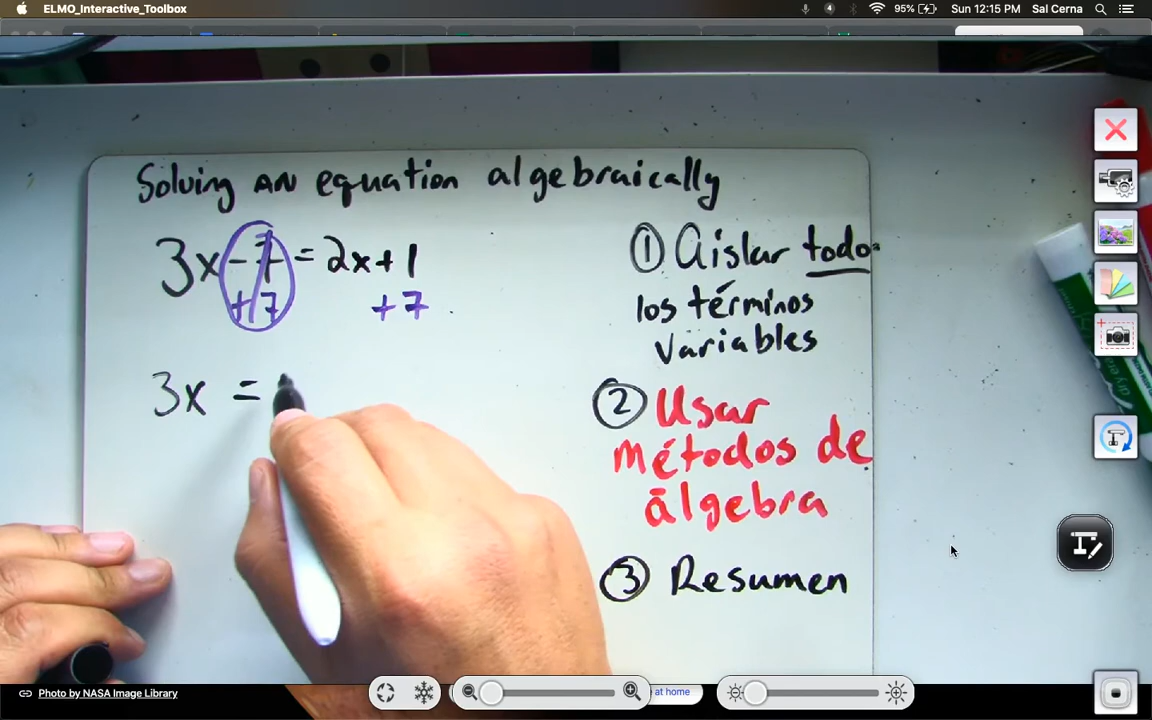 ELMO_Interactive_Toolbox
95%
Sun 12:15 PM
Sal Cerna
Solving AN equation algebraically
3x - 7 = 2x + 1
+7 +7
3x =
① Aislar todo
los términos
variables
② Usar
métodos de
álgebra
③ Resumen
Photo by NASA Image Library
at home